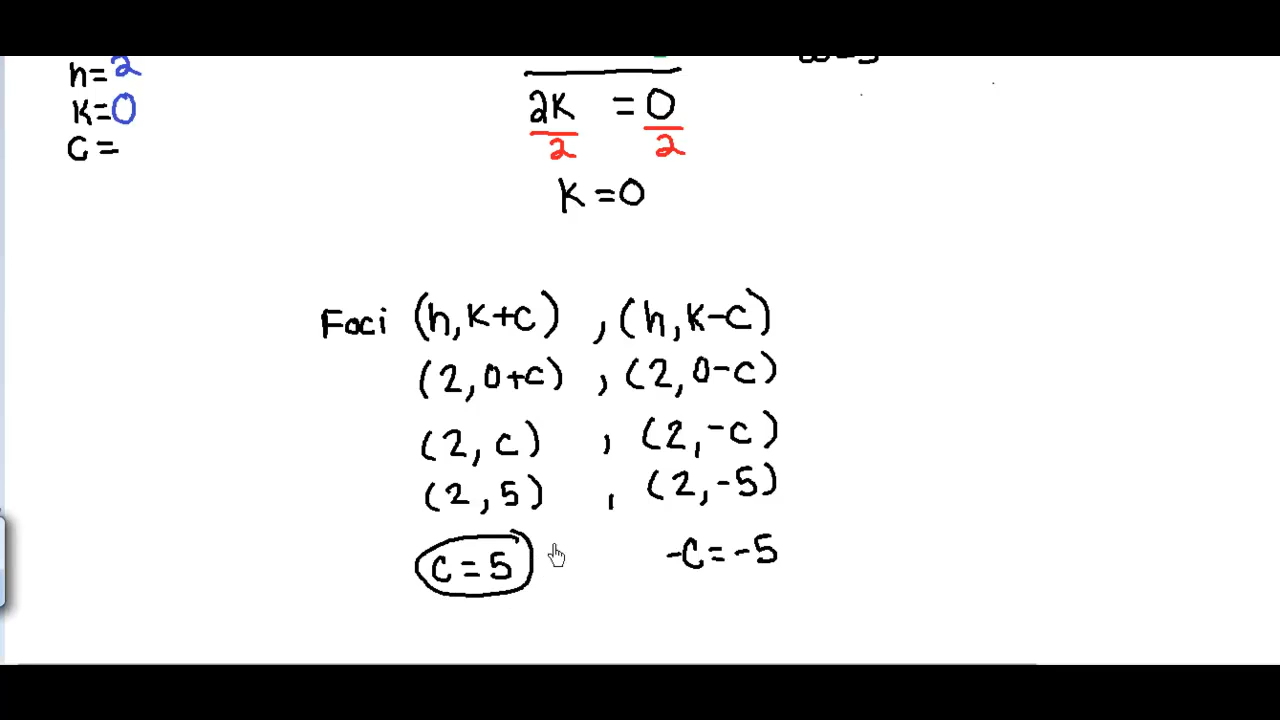 h=2
K=0
C=
2K =0
2 2
K=0
Foci (h,K+C) , (h,K-C)
(2,0+C) , (2,0-C)
(2,C) , (2,-C)
(2,5) , (2,-5)
C=5 -C=-5